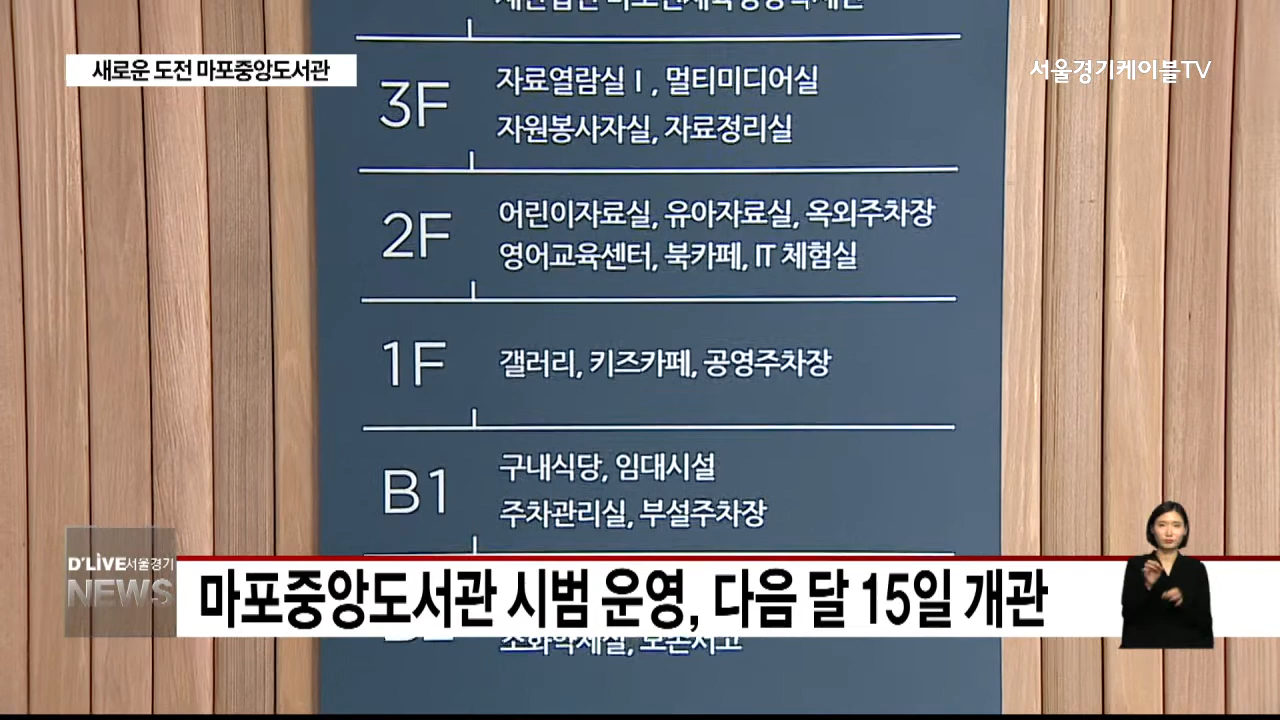 새로운 도전 마포중앙도서관
서울경기케이블TV
3F
자료열람실 I, 멀티미디어실
자원봉사자실, 자료정리실
2F
어린이자료실, 유아자료실, 옥외주차장
영어교육센터, 북카페, IT 체험실
1F
갤러리, 키즈카페, 공영주차장
B1
구내식당, 임대시설
주차관리실, 부설주차장
D'LIVE서울경기
NEWS
마포중앙도서관 시범 운영, 다음 달 15일 개관